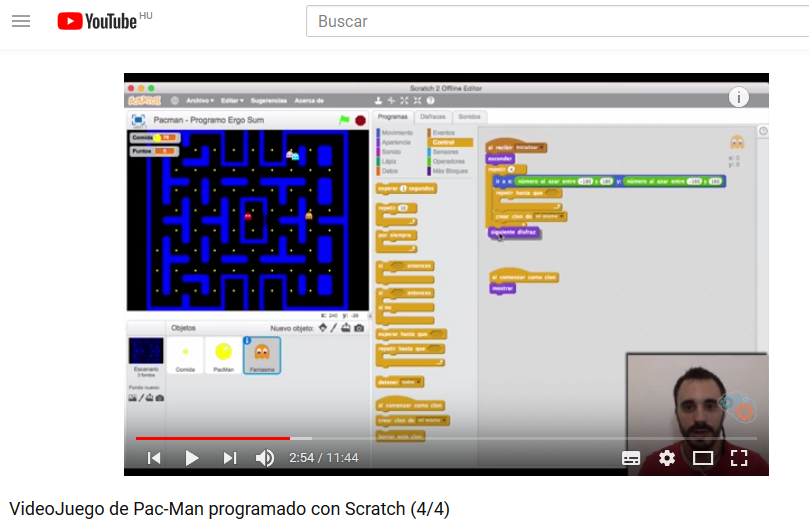 YouTube HU
Buscar
Scratch 2 Offline Editor
SCRATCH
Archivo Editar Sugerencias Acerca de
Pacman - Programo Ergo Sum
Comida
Puntos 0
Programas Disfraces Sonidos
Movimiento Eventos
Apariencia Control
Sonido Sensores
Lápiz Operadores
Datos Más Bloques
esperar 1 segundos
repetir 10
por siempre
si entonces
si entonces
si no
esperar hasta que
repetir hasta que
detener todos
al comenzar como clon
crear clon de mí mismo
borrar este clon
al recibir Inicializar
esconder
repetir 4
ir a x: número al azar entre -180 y 180 y: número al azar entre -180 y 180
repetir hasta que
crear clon de mí mismo
siguiente disfraz
al comenzar como clon
mostrar
x: 0
y: 0
x: 240 y: -26
Objetos Nuevo objeto:
Escenario
3 fondos
Fondo nuevo:
Comida PacMan Fantasma
2:54 / 11:44
VideoJuego de Pac-Man programado con Scratch (4/4)